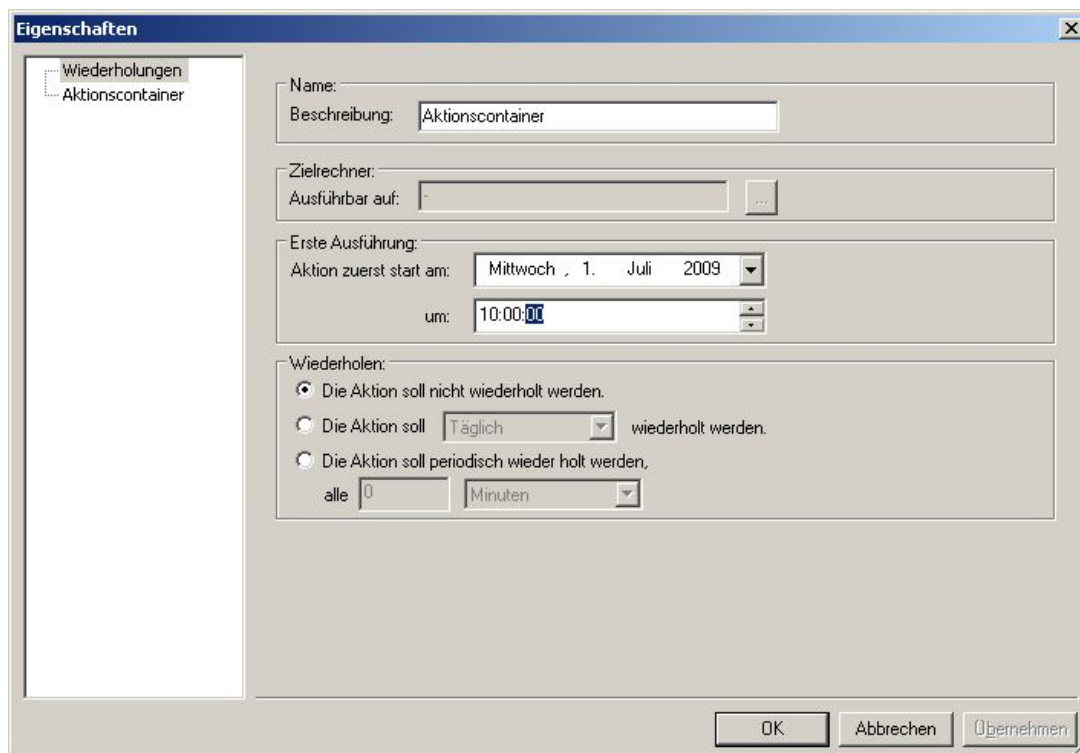 Eigenschaften
Wiederholungen
Aktionscontainer
Name:
Beschreibung: Aktionscontainer
Zielrechner:
Ausführbar auf: - ...
Erste Ausführung:
Aktion zuerst start am: Mittwoch , 1. Juli 2009
um: 10:00:00
Wiederholen:
Die Aktion soll nicht wiederholt werden.
Die Aktion soll Täglich wiederholt werden.
Die Aktion soll periodisch wieder holt werden,
alle 0 Minuten
OK Abbrechen Übernehmen